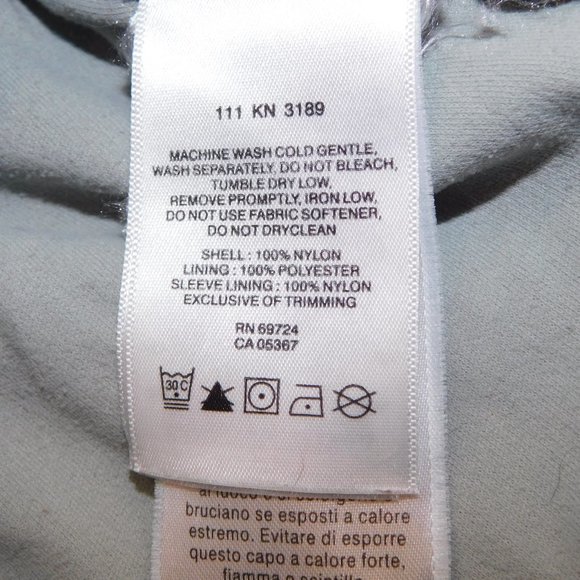 111 KN 3189
MACHINE WASH COLD GENTLE,
WASH SEPARATELY, DO NOT BLEACH,
TUMBLE DRY LOW,
REMOVE PROMPTLY, IRON LOW,
DO NOT USE FABRIC SOFTENER,
DO NOT DRYCLEAN
SHELL : 100% NYLON
LINING : 100% POLYESTER
SLEEVE LINING : 100% NYLON
EXCLUSIVE OF TRIMMING
RN 69724
CA 05367
30 C
bruciano se esposti a calore
estremo. Evitare di esporre
questo capo a calore forte,
fiamma o scintille